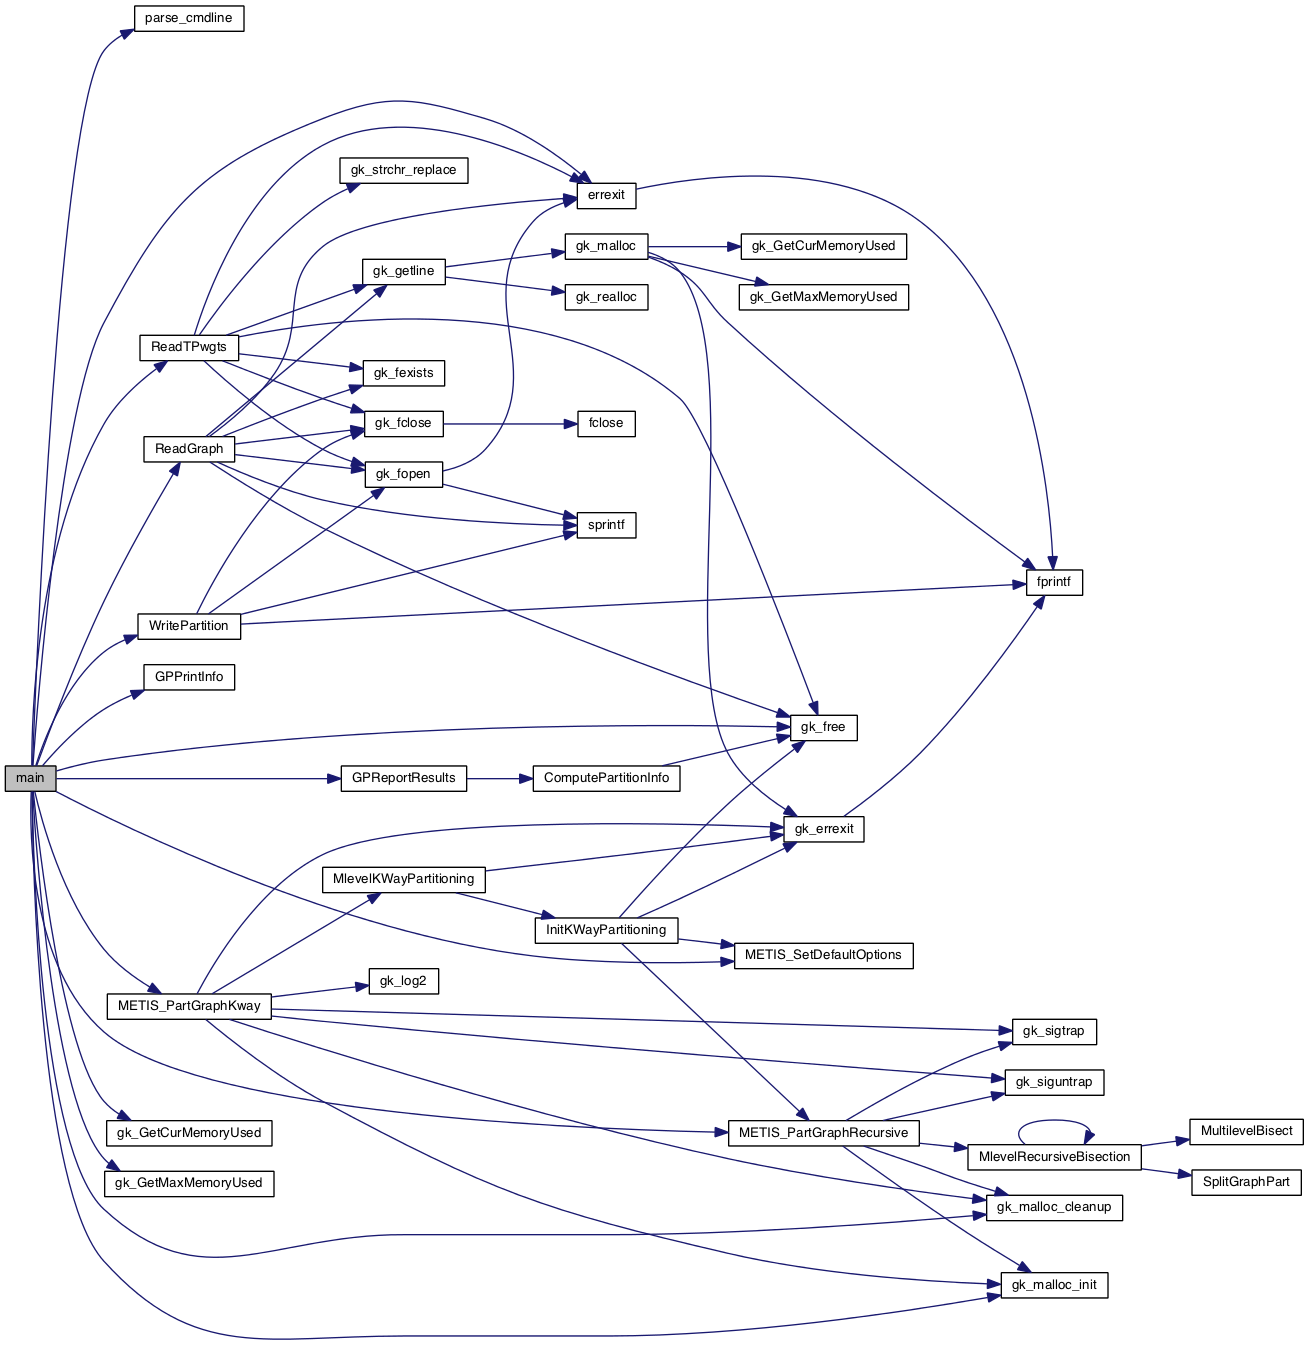 parse_cmdline
gk_strchr_replace
errexit
gk_malloc
gk_GetCurMemoryUsed
gk_getline
gk_realloc
gk_GetMaxMemoryUsed
ReadTPwgts
gk_fexists
gk_fclose
fclose
ReadGraph
gk_fopen
sprintf
fprintf
WritePartition
GPPrintInfo
gk_free
main
GPReportResults
ComputePartitionInfo
gk_errexit
MlevelKWayPartitioning
InitKWayPartitioning
METIS_SetDefaultOptions
gk_log2
METIS_PartGraphKway
gk_sigtrap
gk_siguntrap
gk_GetCurMemoryUsed
METIS_PartGraphRecursive
MultilevelBisect
MlevelRecursiveBisection
gk_GetMaxMemoryUsed
SplitGraphPart
gk_malloc_cleanup
gk_malloc_init